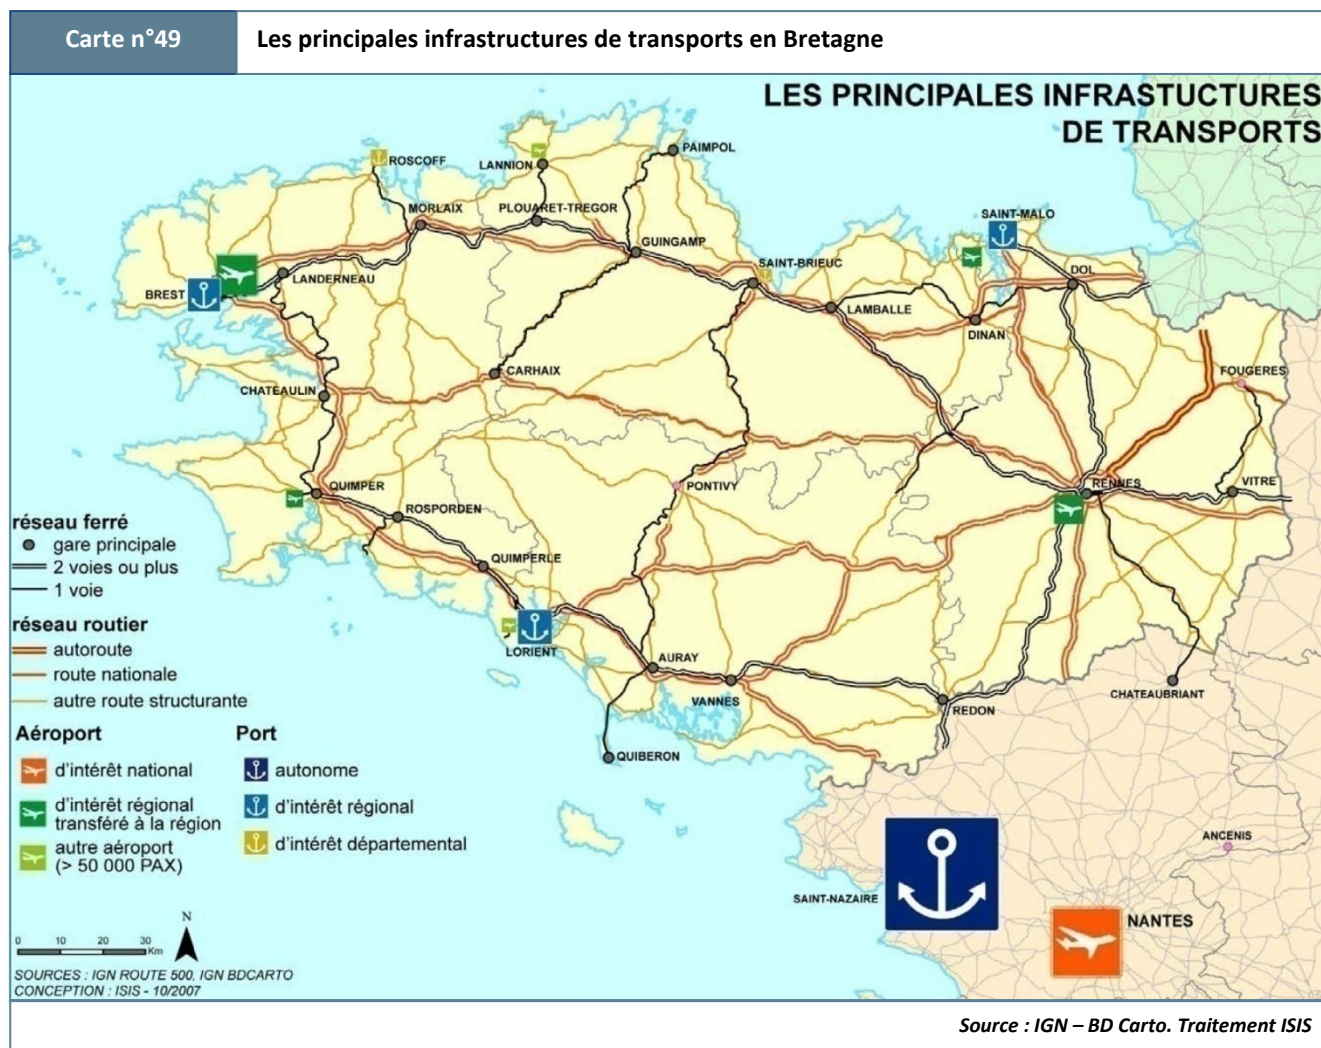 Carte n°49
Les principales infrastructures de transports en Bretagne
LES PRINCIPALES INFRASTUCTURES
DE TRANSPORTS
PAIMPOL
ROSCOFF
LANNION
MORLAIX
PLOUARET-TREGOR
SAINT-MALO
GUINGAMP
SAINT-BRIEUC
DOL
LANDERNEAU
BREST
LAMBALLE
DINAN
CARHAIX
FOUGERES
CHATEAULIN
QUIMPER
PONTIVY
RENNES
VITRE
ROSPORDEN
QUIMPERLE
LORIENT
AURAY
VANNES
REDON
CHATEAUBRIANT
QUIBERON
ANCENIS
SAINT-NAZAIRE
NANTES
réseau ferré
gare principale
2 voies ou plus
1 voie
réseau routier
autoroute
route nationale
autre route structurante
Aéroport
d'intérêt national
d'intérêt régional
transféré à la région
autre aéroport
(> 50 000 PAX)
Port
autonome
d'intérêt régional
d'intérêt départemental
N
0 10 20 30
Km
SOURCES : IGN ROUTE 500, IGN BDCARTO
CONCEPTION : ISIS - 10/2007
Source : IGN – BD Carto. Traitement ISIS